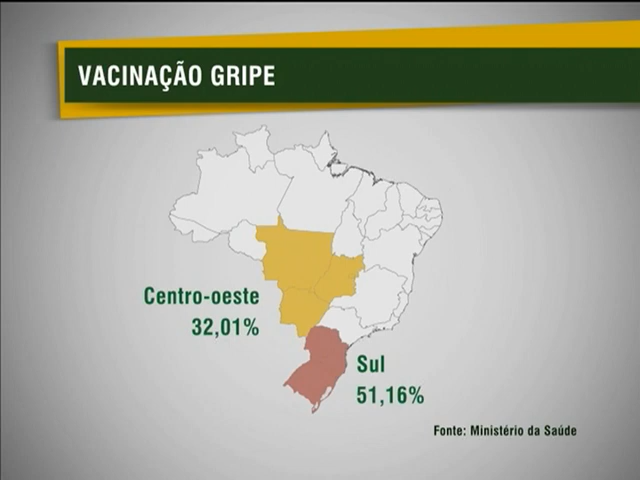 VACINAÇÃO GRIPE
Centro-oeste
32,01%
Sul
51,16%
Fonte: Ministério da Saúde